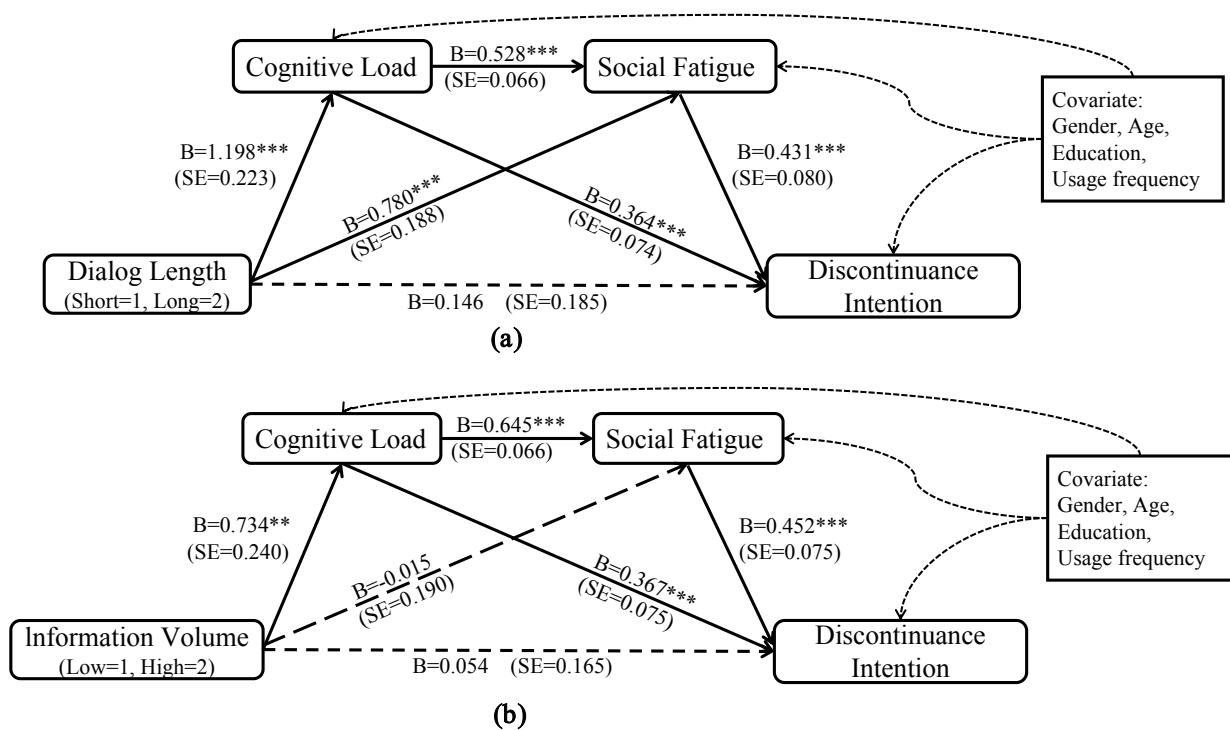 B=0.528***
Cognitive Load
Social Fatigue
(SE=0.066)
Covariate:
Gender, Age,
Education,
Usage frequency
B=1.198***
(SE=0.223)
B=0.780***
(SE=0.188)
B=0.364***
(SE=0.074)
B=0.431***
(SE=0.080)
Dialog Length
(Short=1, Long=2)
Discontinuance
Intention
B=0.146 (SE=0.185)
(a)
B=0.645***
Cognitive Load
Social Fatigue
(SE=0.066)
Covariate:
Gender, Age,
Education,
Usage frequency
B=0.734**
(SE=0.240)
B=-0.015
(SE=0.190)
B=0.367***
(SE=0.075)
B=0.452***
(SE=0.075)
Information Volume
(Low=1, High=2)
Discontinuance
Intention
B=0.054 (SE=0.165)
(b)